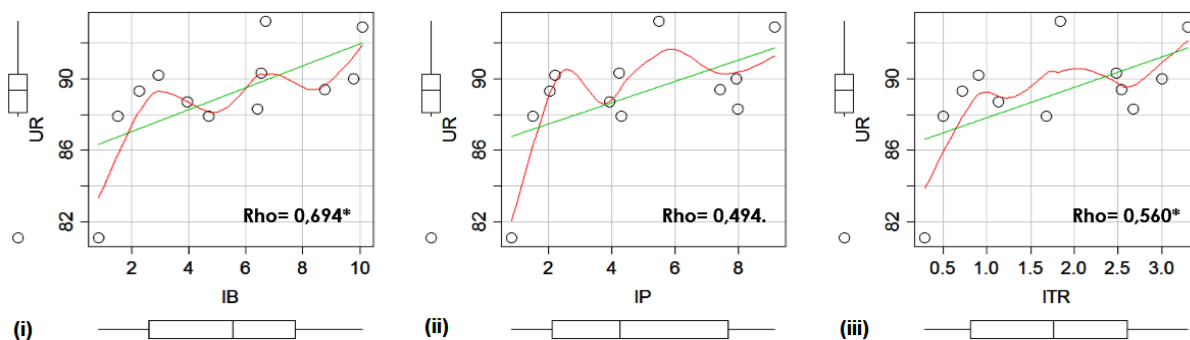 UR
90
86
82
Rho= 0,694*
2 4 6 8 10
IB
(i)
UR
90
86
82
Rho= 0,494.
2 4 6 8
IP
(ii)
UR
90
86
82
Rho= 0,560*
0.5 1.0 1.5 2.0 2.5 3.0
ITR
(iii)